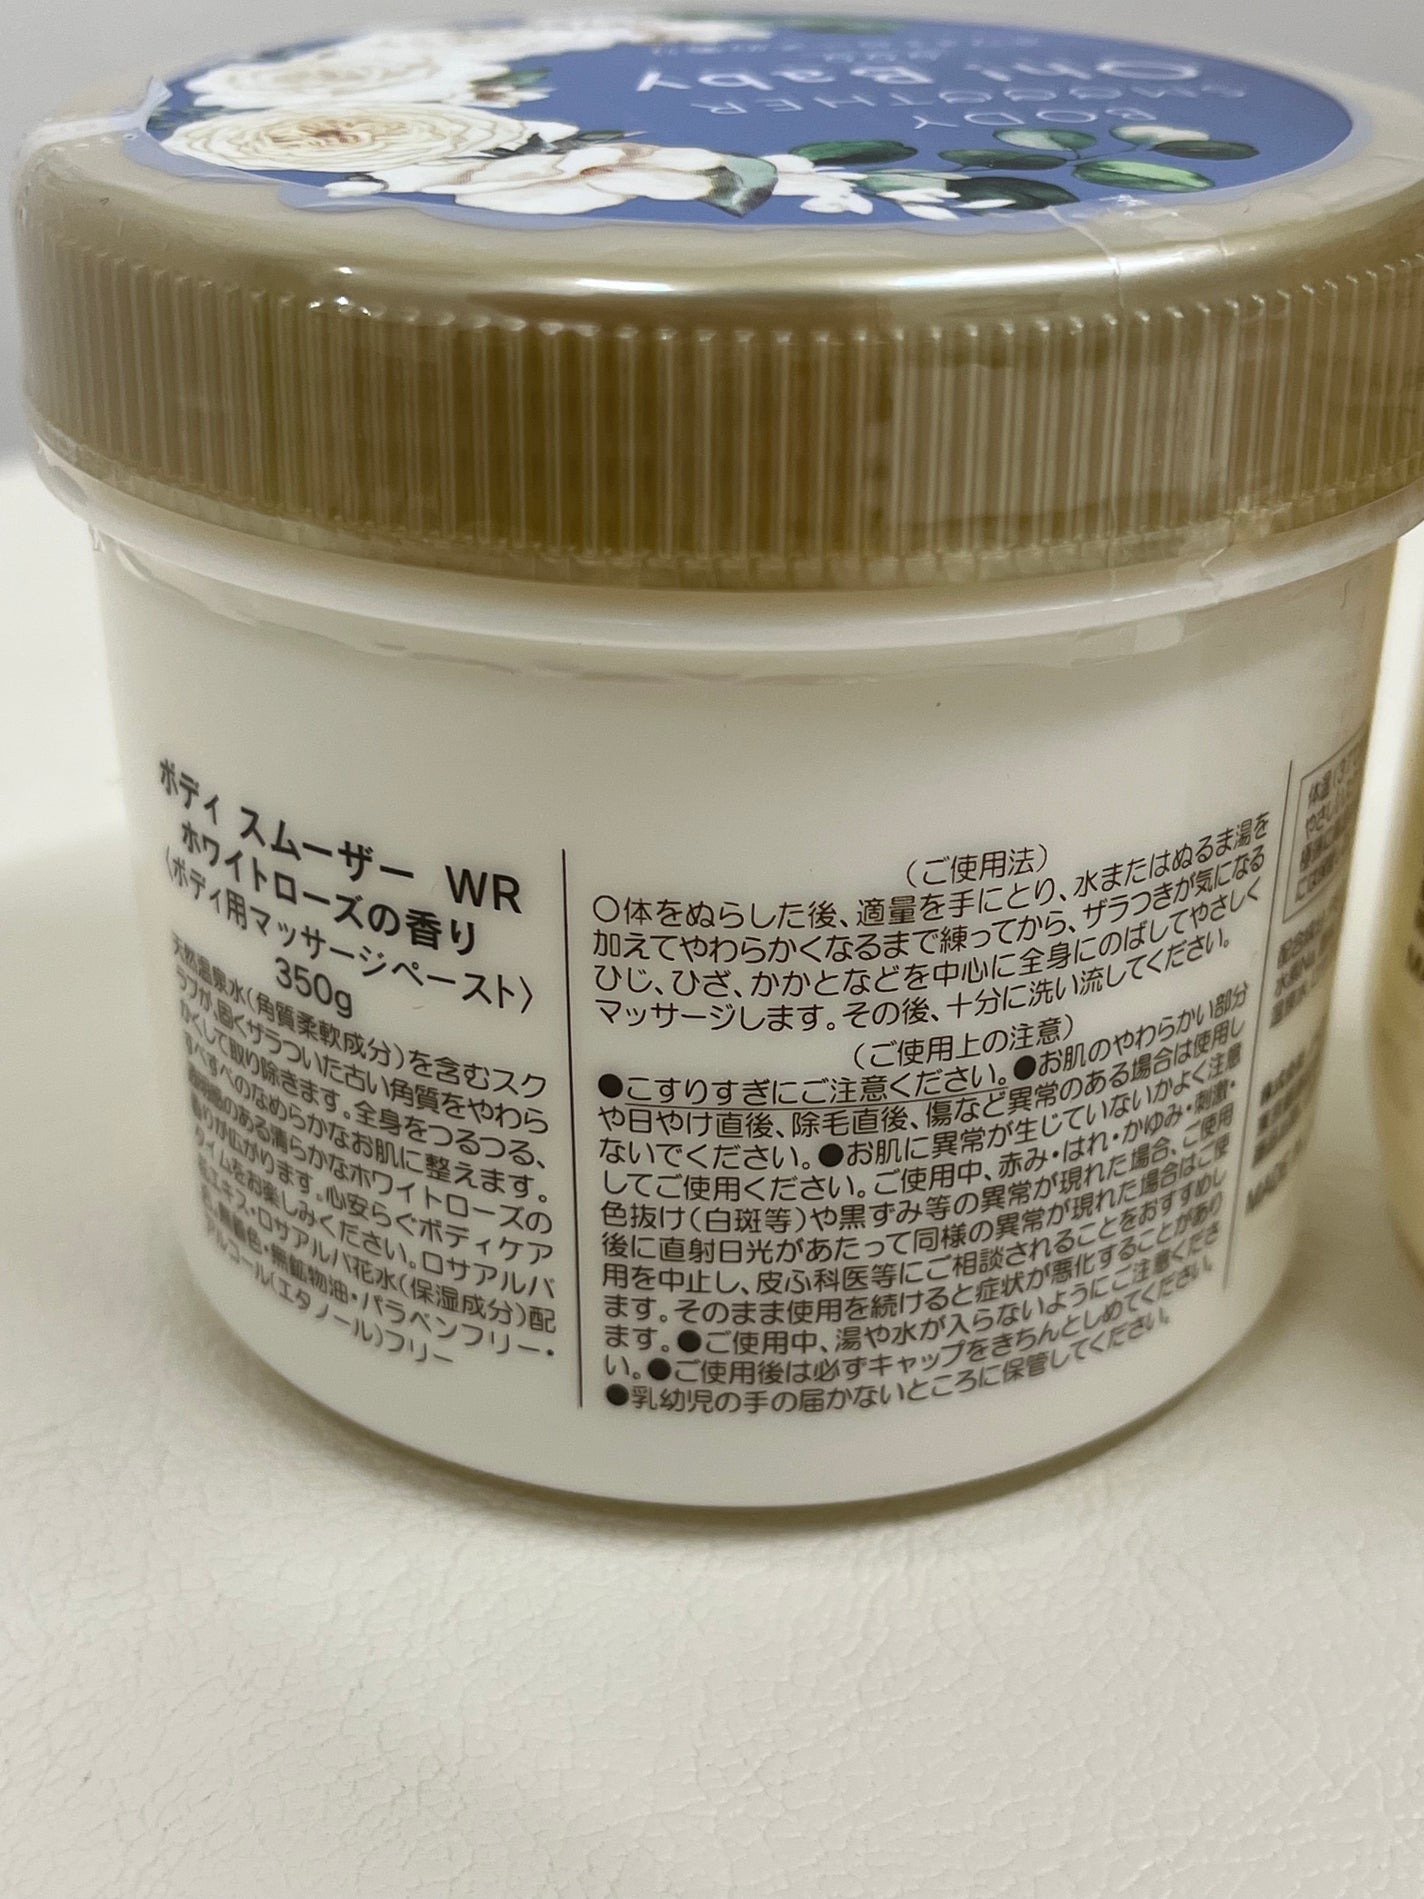 Oh! Baby
BODY
SMOOTHER
ボディ スムーザー WR
ホワイトローズの香り
〈ボディ用マッサージペースト〉
350g
天然温泉水(角質柔軟成分)を含むスク
ラブが、固くザラついた古い角質をやわら
かくして取り除きます。全身をつるつる、
すべすべのなめらかなお肌に整えます。
透明感のある清らかなホワイトローズの
香りが広がります。心安らぐボディケア
タイムをお楽しみください。ロサアルバ
花エキス・ロサアルバ花水(保湿成分)配
合。無着色・無鉱物油・パラベンフリー・
アルコール(エタノール)フリー
(ご使用法)
○体をぬらした後、適量を手にとり、水またはぬるま湯を
加えてやわらかくなるまで練ってから、ザラつきが気になる
ひじ、ひざ、かかとなどを中心に全身にのばしてやさしく
マッサージします。その後、十分に洗い流してください。
(ご使用上の注意)
●こすりすぎにご注意ください。●お肌のやわらかい部分
や日やけ直後、除毛直後、傷など異常のある場合は使用し
ないでください。●お肌に異常が生じていないかよく注意
してご使用ください。ご使用中、赤み・はれ・かゆみ・刺激・
色抜け(白斑等)や黒ずみ等の異常が現れた場合、ご使用
後に直射日光があたって同様の異常が現れた場合はご使
用を中止し、皮ふ科医等にご相談されることをおすすめし
ます。そのまま使用を続けると症状が悪化することがあり
ます。●ご使用中、湯や水が入らないようにご注意くださ
い。●ご使用後は必ずキャップをきちんとしめてください。
●乳幼児の手の届かないところに保管してください。
体温(37
やさしい
配合成分
水
温泉水
株式会社
東京
MADE